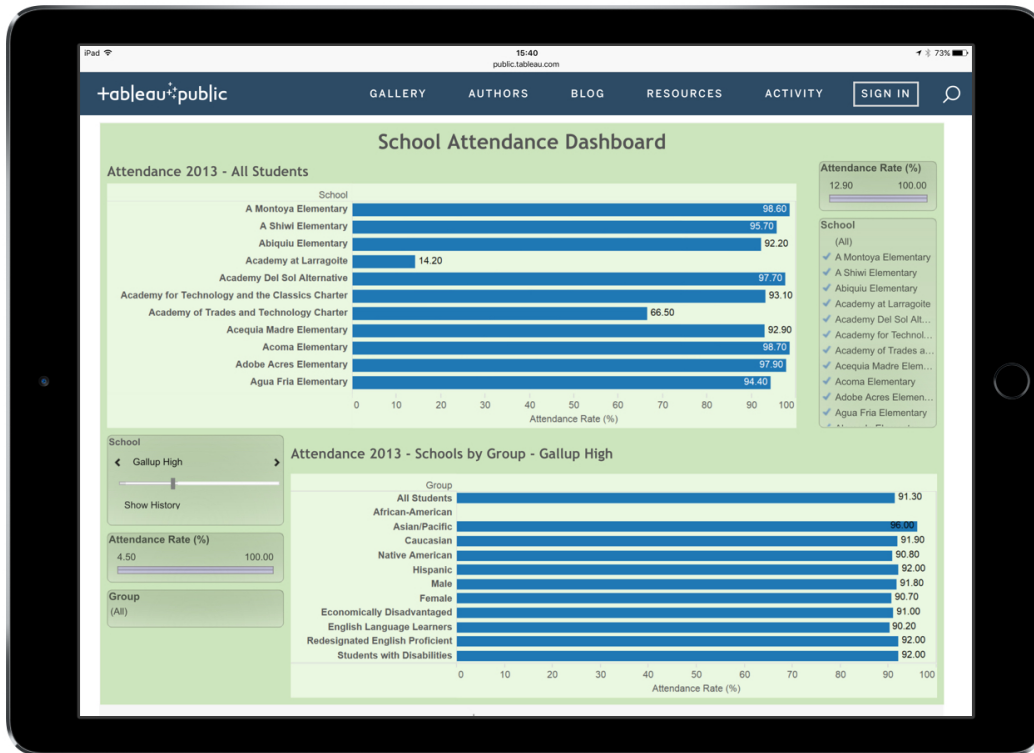 iPad
15:40
73%
public.tableau.com
+ableau public
GALLERY
AUTHORS
BLOG
RESOURCES
ACTIVITY
SIGN IN
School Attendance Dashboard
Attendance 2013 - All Students
School
A Montoya Elementary 98.60
A Shiwi Elementary 95.70
Abiquiu Elementary 92.20
Academy at Larragoite 14.20
Academy Del Sol Alternative 97.70
Academy for Technology and the Classics Charter 93.10
Academy of Trades and Technology Charter 66.50
Acequia Madre Elementary 92.90
Acoma Elementary 98.70
Adobe Acres Elementary 97.90
Agua Fria Elementary 94.40
0 10 20 30 40 50 60 70 80 90 100
Attendance Rate (%)
Attendance Rate (%)
12.90 100.00
School
(All)
A Montoya Elementary
A Shiwi Elementary
Abiquiu Elementary
Academy at Larragoite
Academy Del Sol Alt...
Academy for Technol...
Academy of Trades a...
Acequia Madre Elem...
Acoma Elementary
Adobe Acres Elemen...
Agua Fria Elementary
School
Gallup High
Show History
Attendance Rate (%)
4.50 100.00
Group
(All)
Attendance 2013 - Schools by Group - Gallup High
Group
All Students 91.30
African-American
Asian/Pacific 96.00
Caucasian 91.90
Native American 90.80
Hispanic 92.00
Male 91.80
Female 90.70
Economically Disadvantaged 91.00
English Language Learners 90.20
Redesignated English Proficient 92.00
Students with Disabilities 92.00
0 10 20 30 40 50 60 70 80 90 100
Attendance Rate (%)